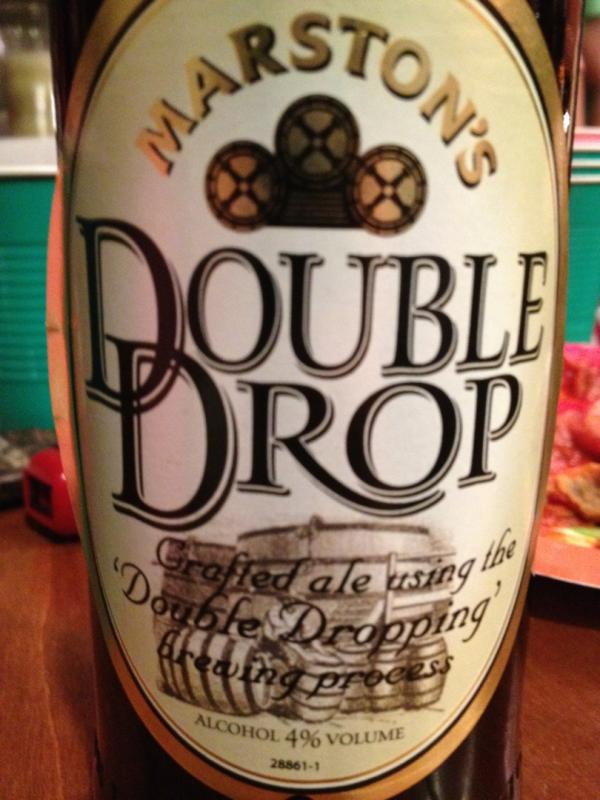 MARSTON'S
DOUBLE
DROP
Crafted ale using the
'Double Dropping'
brewing process
ALCOHOL 4% VOLUME
28861-1